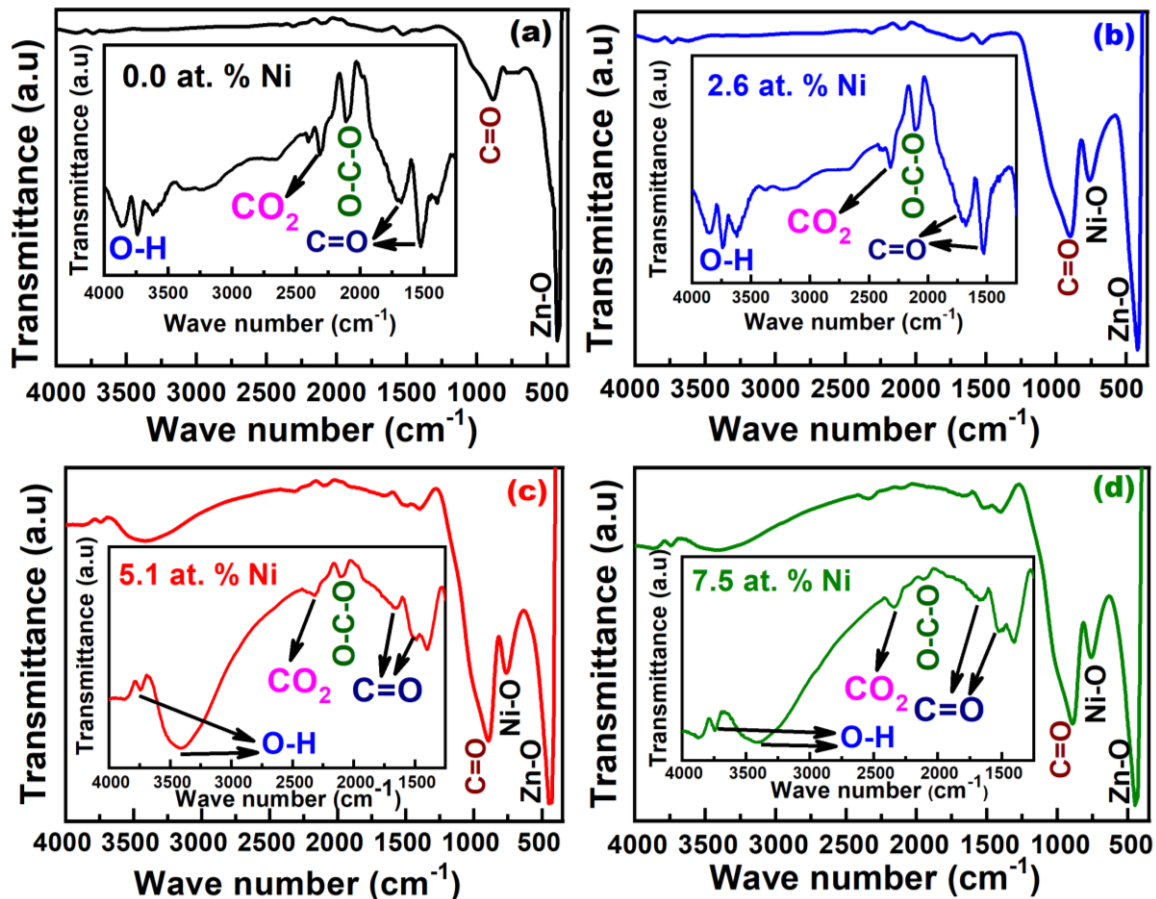 (a)
0.0 at. % Ni
Transmittance (a.u)
Transmittance (a.u)
O-H
CO2
O-C-O
C=O
C=O
Zn-O
4000 3500 3000 2500 2000 1500
Wave number (cm-1)
4000 3500 3000 2500 2000 1500 1000 500
Wave number (cm-1)
(b)
2.6 at. % Ni
Transmittance (a.u)
Transmittance (a.u)
O-H
CO2
O-C-O
C=O
C=O
Ni-O
Zn-O
4000 3500 3000 2500 2000 1500
Wave number (cm-1)
4000 3500 3000 2500 2000 1500 1000 500
Wave number (cm-1)
(c)
5.1 at. % Ni
Transmittance (a.u)
Transmittance (a.u)
O-H
CO2
O-C-O
C=O
C=O
Ni-O
Zn-O
4000 3500 3000 2500 2000 1500
Wave number (cm-1)
4000 3500 3000 2500 2000 1500 1000 500
Wave number (cm-1)
(d)
7.5 at. % Ni
Transmittance (a.u)
Transmittance (a.u)
O-H
CO2
O-C-O
C=O
C=O
Ni-O
Zn-O
4000 3500 3000 2500 2000 1500
Wave number (cm-1)
4000 3500 3000 2500 2000 1500 1000 500
Wave number (cm-1)